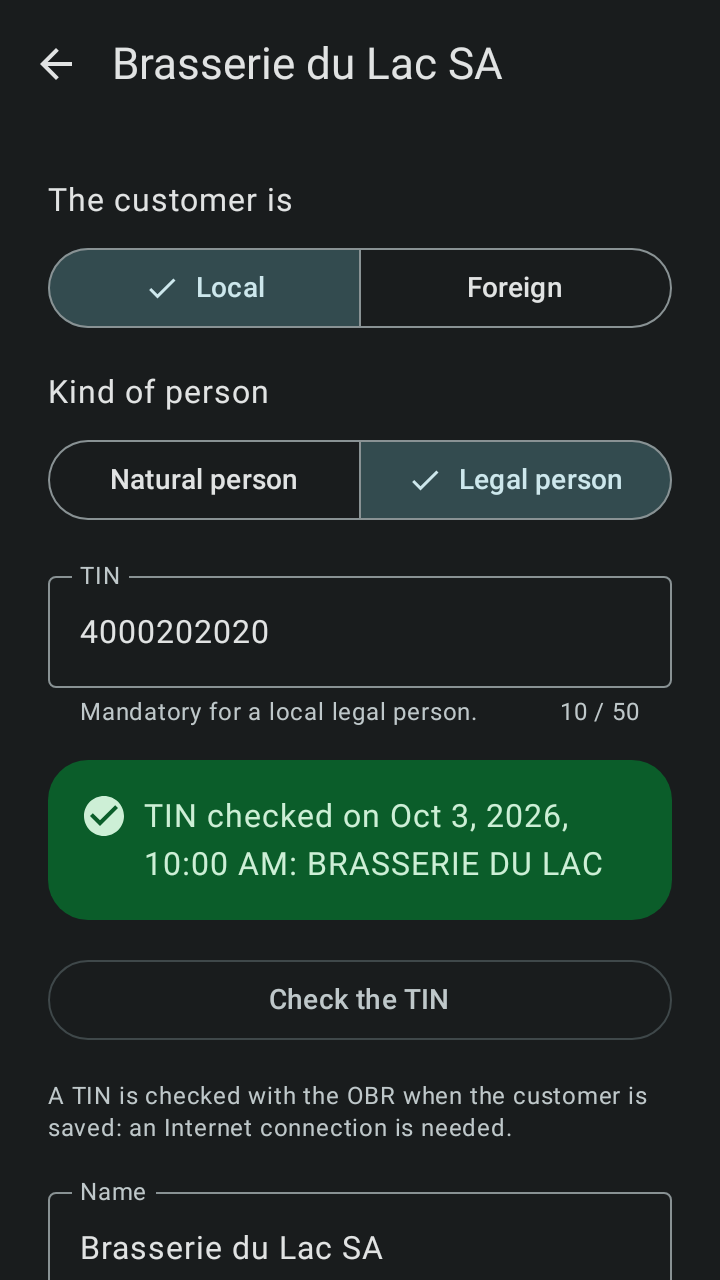 Brasserie du Lac SA
The customer is
Local
Foreign
Kind of person
Natural person
Legal person
TIN
4000202020
Mandatory for a local legal person.
10 / 50
TIN checked on Oct 3, 2026,
10:00 AM: BRASSERIE DU LAC
Check the TIN
A TIN is checked with the OBR when the customer is
saved: an Internet connection is needed.
Name
Brasserie du Lac SA